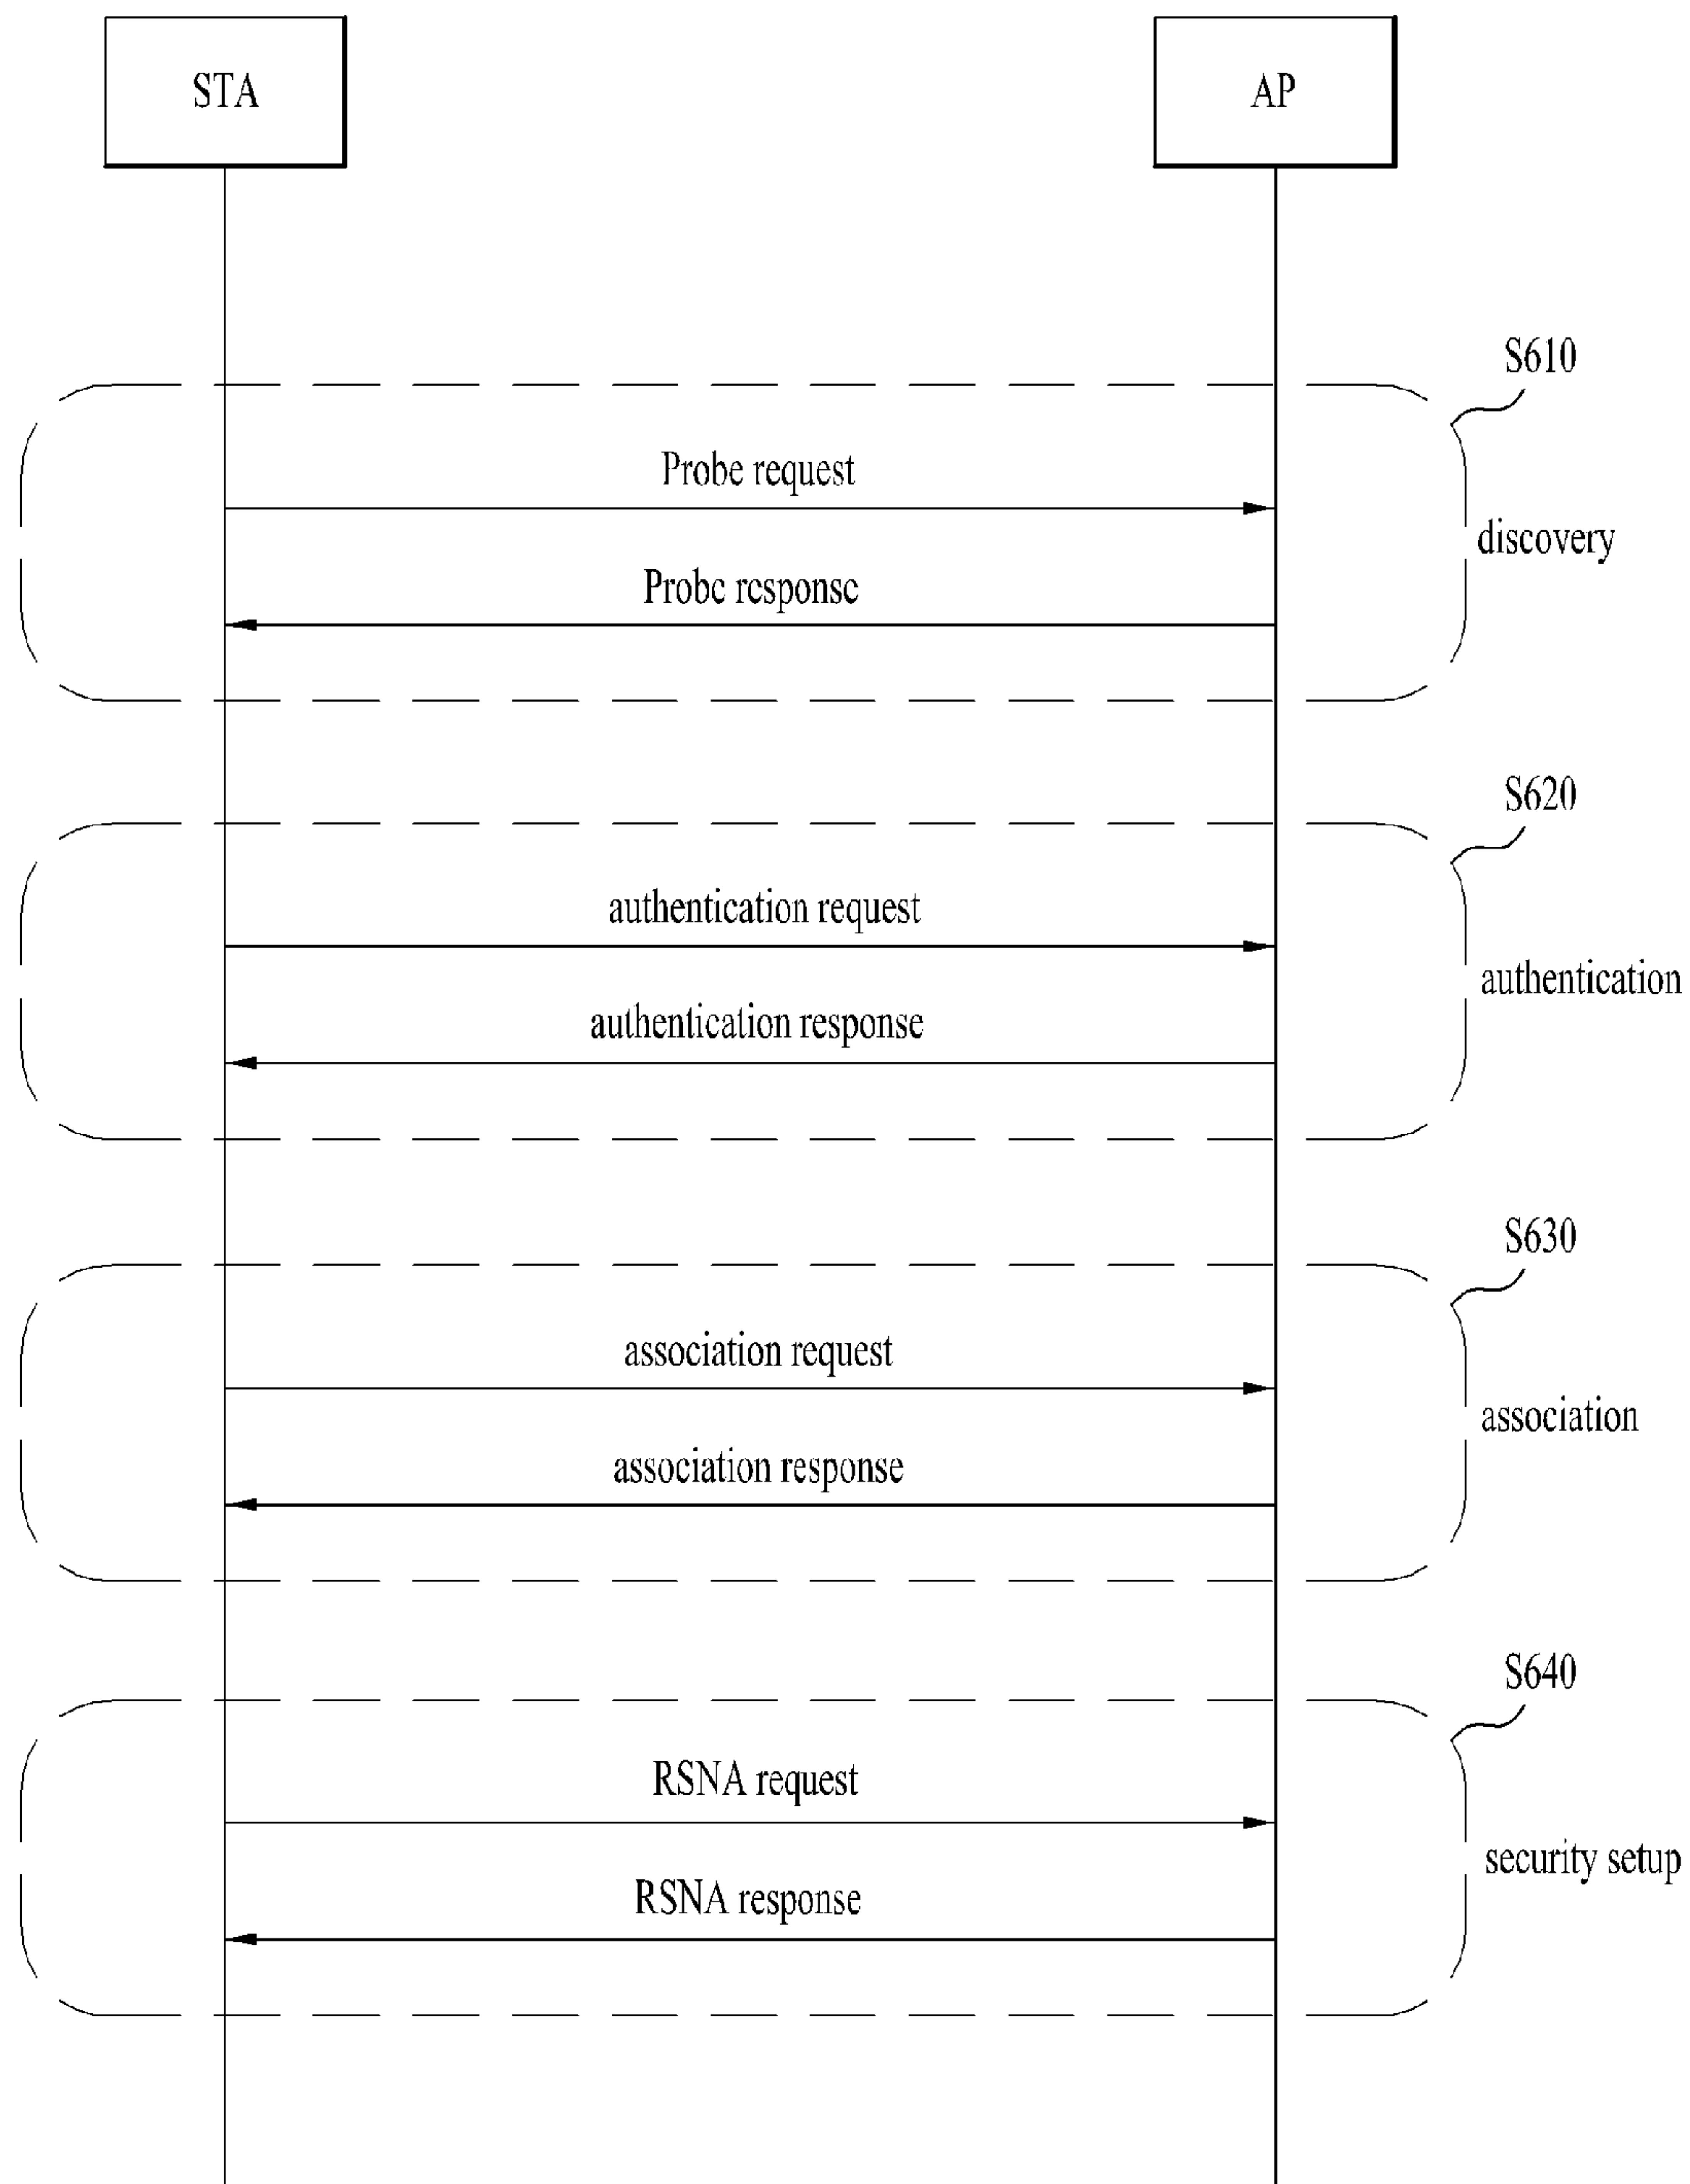 STA
AP
S610
Probe request
discovery
Probe response
S620
authentication request
authentication
authentication response
S630
association request
association
association response
S640
RSNA request
security setup
RSNA response